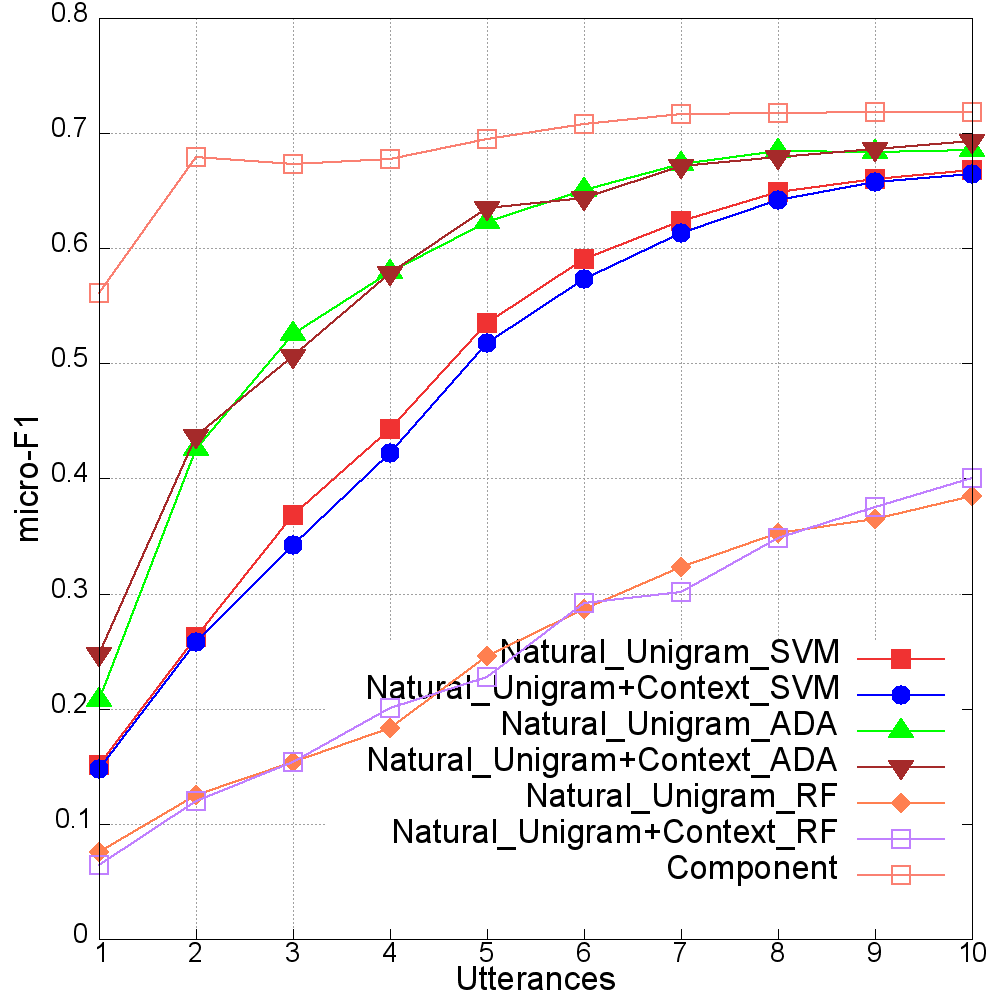 0.8
0.7
0.6
0.5
0.4
0.3
0.2
0.1
0
micro-F1
Natural_Unigram_SVM
Natural_Unigram+Context_SVM
Natural_Unigram_ADA
Natural_Unigram+Context_ADA
Natural_Unigram_RF
Natural_Unigram+Context_RF
Component
1 2 3 4 5 6 7 8 9 10
Utterances